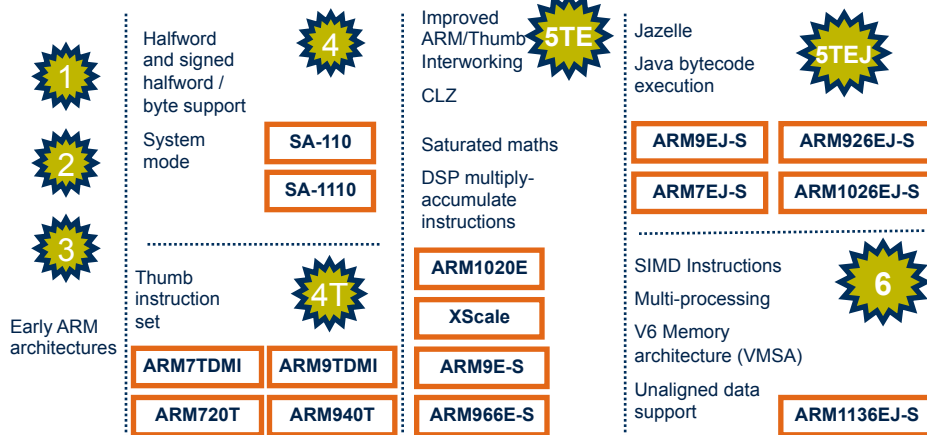 1
2
3
Early ARM
architectures
Halfword
and signed
halfword /
byte support
System
mode
4
SA-110
SA-1110
Thumb
instruction
set
4T
ARM7TDMI
ARM9TDMI
ARM720T
ARM940T
Improved
ARM/Thumb
Interworking
5TE
CLZ
Saturated maths
DSP multiply-
accumulate
instructions
ARM1020E
XScale
ARM9E-S
ARM966E-S
Jazelle
Java bytecode
execution
5TEJ
ARM9EJ-S
ARM926EJ-S
ARM7EJ-S
ARM1026EJ-S
SIMD Instructions
Multi-processing
V6 Memory
architecture (VMSA)
Unaligned data
support
6
ARM1136EJ-S